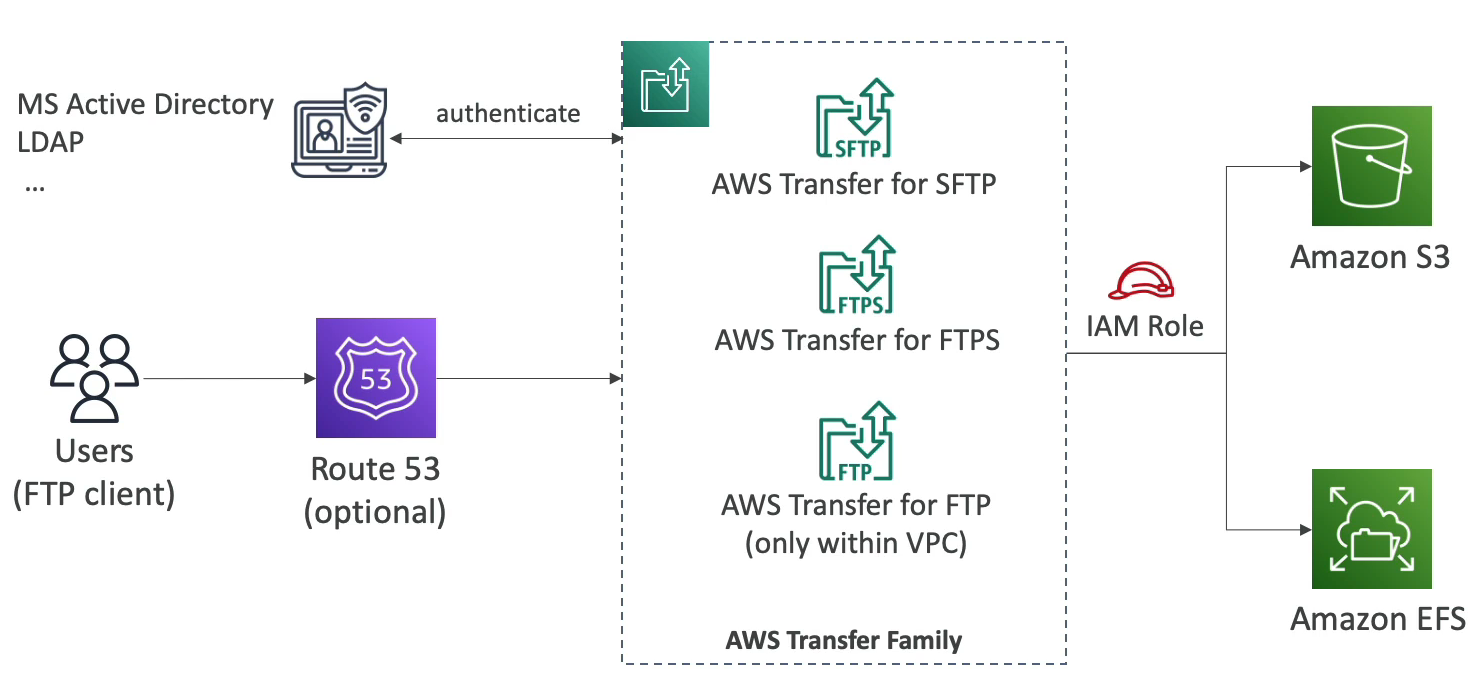 MS Active Directory
LDAP
...
authenticate
SFTP
AWS Transfer for SFTP
FTPS
AWS Transfer for FTPS
FTP
AWS Transfer for FTP
(only within VPC)
AWS Transfer Family
Users
(FTP client)
53
Route 53
(optional)
IAM Role
Amazon S3
Amazon EFS